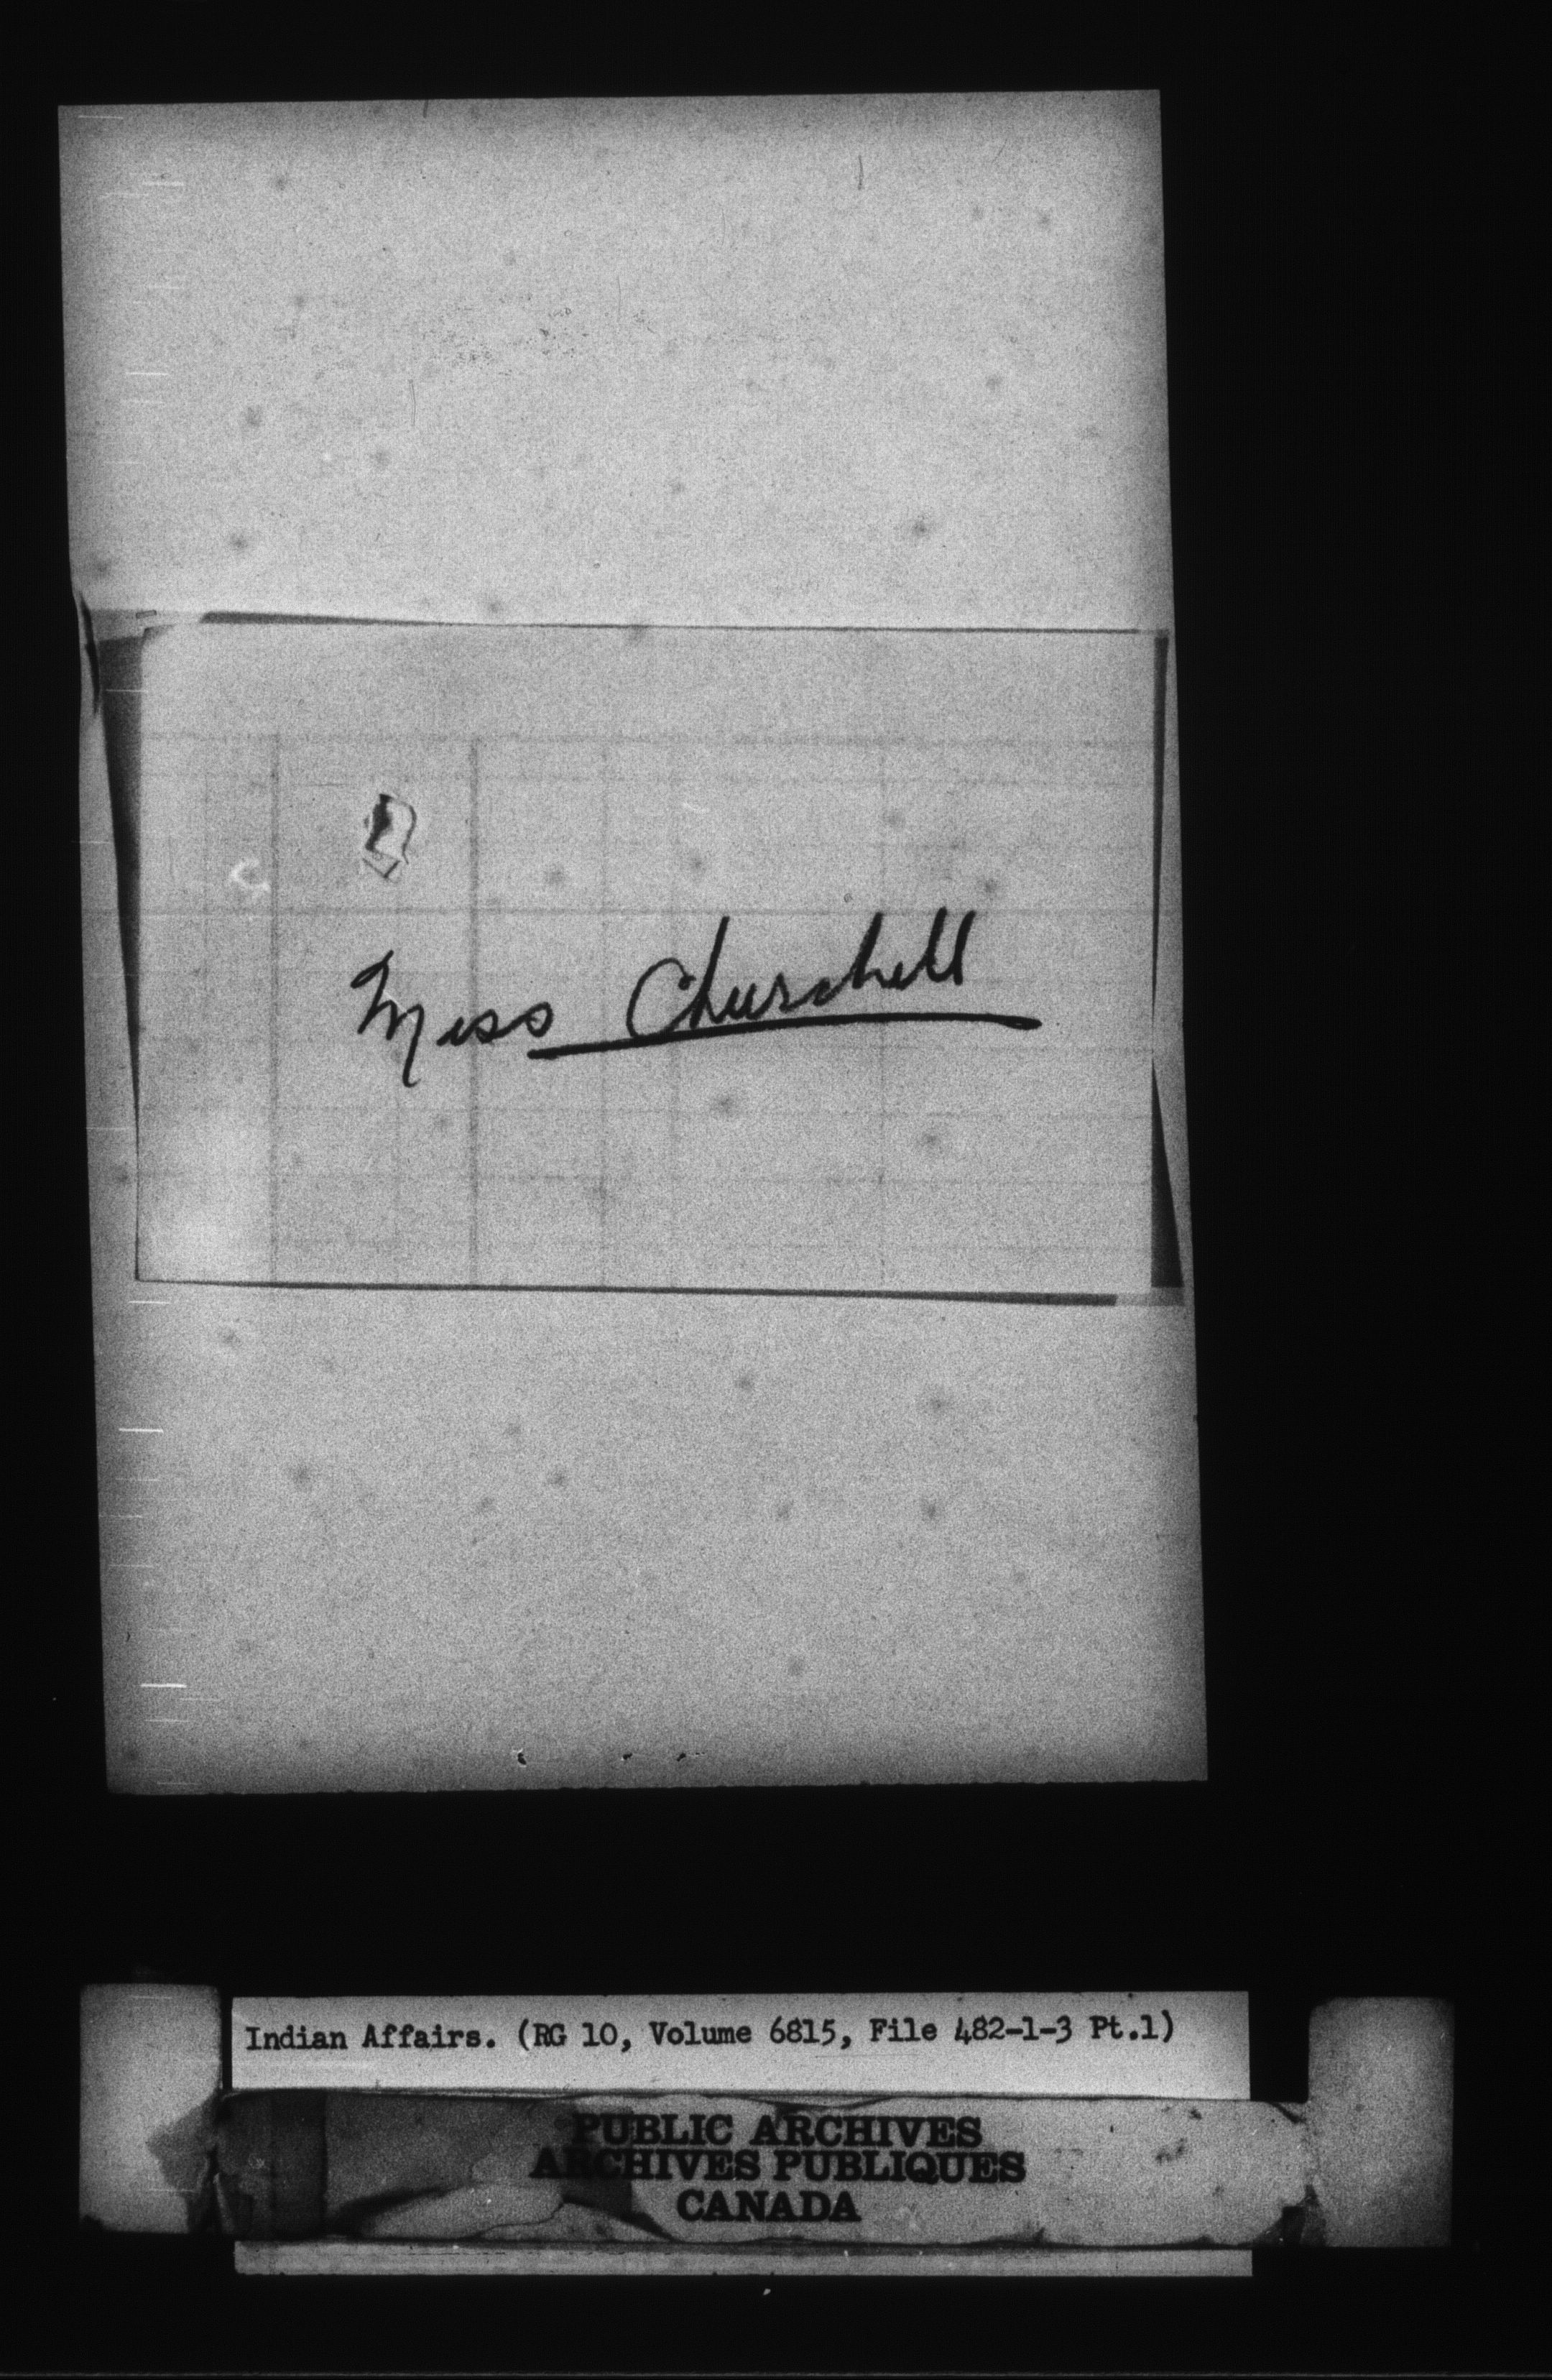 Miss Churchill
Indian Affairs. (RG 10, Volume 6815, File 482-1-3 Pt.1)
PUBLIC ARCHIVES
ARCHIVES PUBLIQUES
CANADA